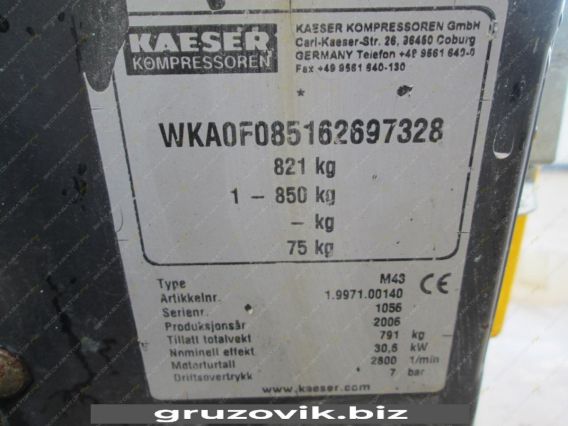 KAESER
KOMPRESSOREN
KAESER KOMPRESSOREN GmbH
Carl-Kaeser-Str. 26, 96450 Coburg
GERMANY Telefon +49 9561 640-0
Fax +49 9561 640-130
*
WKA0F085162697328
821 kg
1 – 850 kg
– kg
75 kg
Type M43
Artikkelnr. 1.9971.00140
Serienr. 1056
Produksjonsår 2006
Tillatt totalvekt 791 kg
Nominell effekt 30,5 kW
Motorturtall 2600 1/min
Driftsovertrykk 7 bar
CE
www.kaeser.com
gruzovik.biz